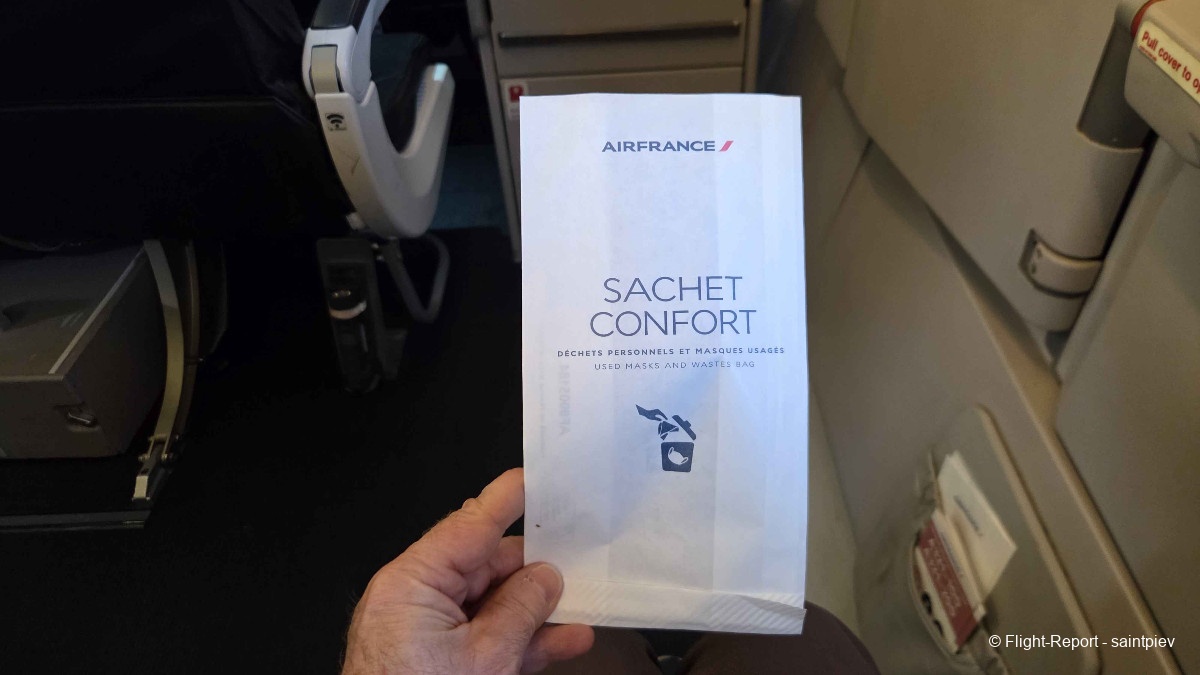 AIRFRANCE
SACHET
CONFORT
DÉCHETS PERSONNELS ET MASQUES USAGÉS
USED MASKS AND WASTES BAG
Pull cover to
© Flight-Report - saintpiev